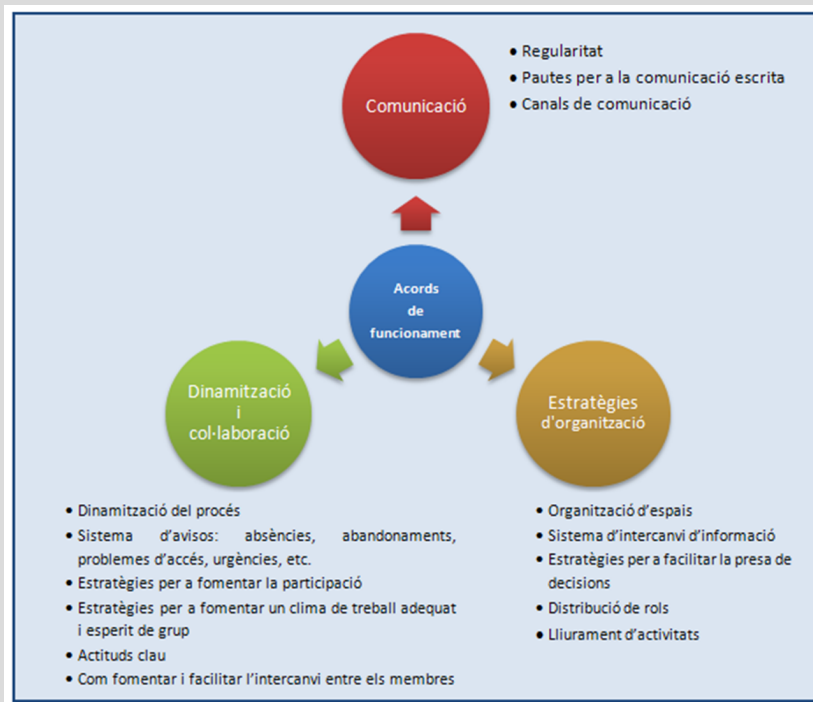 Comunicació
• Regularitat
• Pautes per a la comunicació escrita
• Canals de comunicació
Acords
de
funcionament
Dinamització
i
col·laboració
Estratègies
d'organització
• Dinamització del procés
• Sistema d'avisos: absències, abandonaments,
problemes d'accés, urgències, etc.
• Estratègies per a fomentar la participació
• Estratègies per a fomentar un clima de treball adequat
i esperit de grup
• Actituds clau
• Com fomentar i facilitar l'intercanvi entre els membres
• Organització d'espais
• Sistema d'intercanvi d'informació
• Estratègies per a facilitar la presa de
decisions
• Distribució de rols
• Lliurament d'activitats